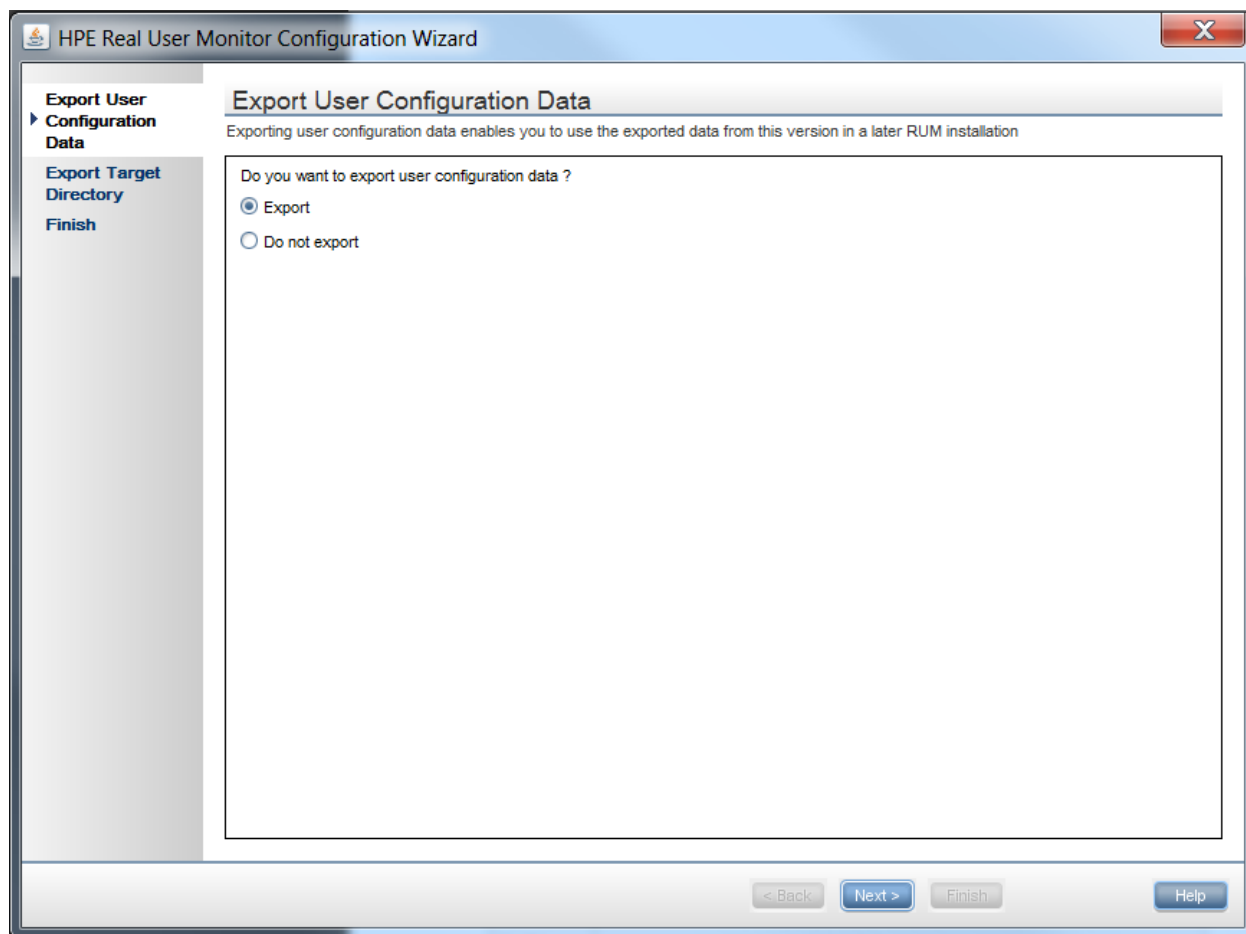 HPE Real User Monitor Configuration Wizard
X
Export User
Configuration
Data
Export Target
Directory
Finish
Export User Configuration Data
Exporting user configuration data enables you to use the exported data from this version in a later RUM installation
Do you want to export user configuration data ?
Export
Do not export
< Back
Next >
Finish
Help